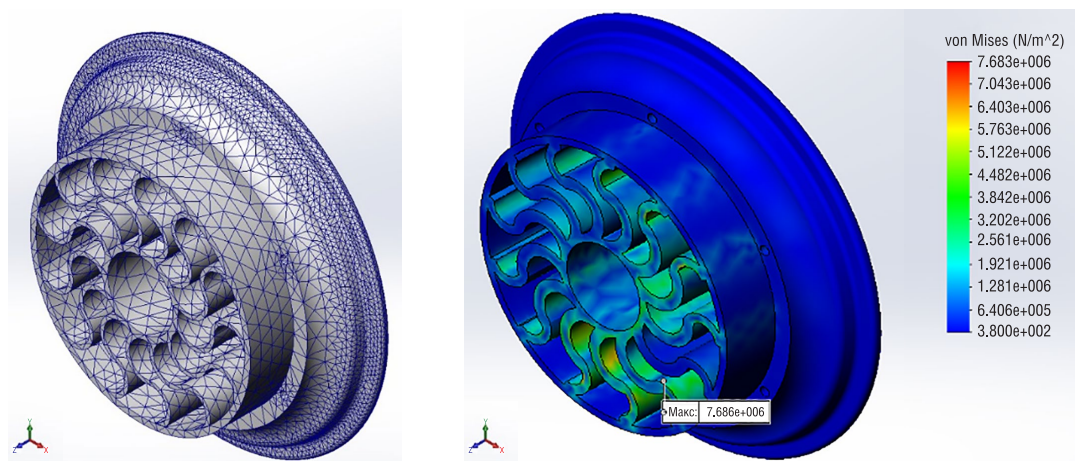 von Mises (N/m^2)
7.683e+006
7.043e+006
6.403e+006
5.763e+006
5.122e+006
4.482e+006
3.842e+006
3.202e+006
2.561e+006
1.921e+006
1.281e+006
6.406e+005
3.800e+002
Макс: 7.686e+006
Y
Z
X
Y
Z
X